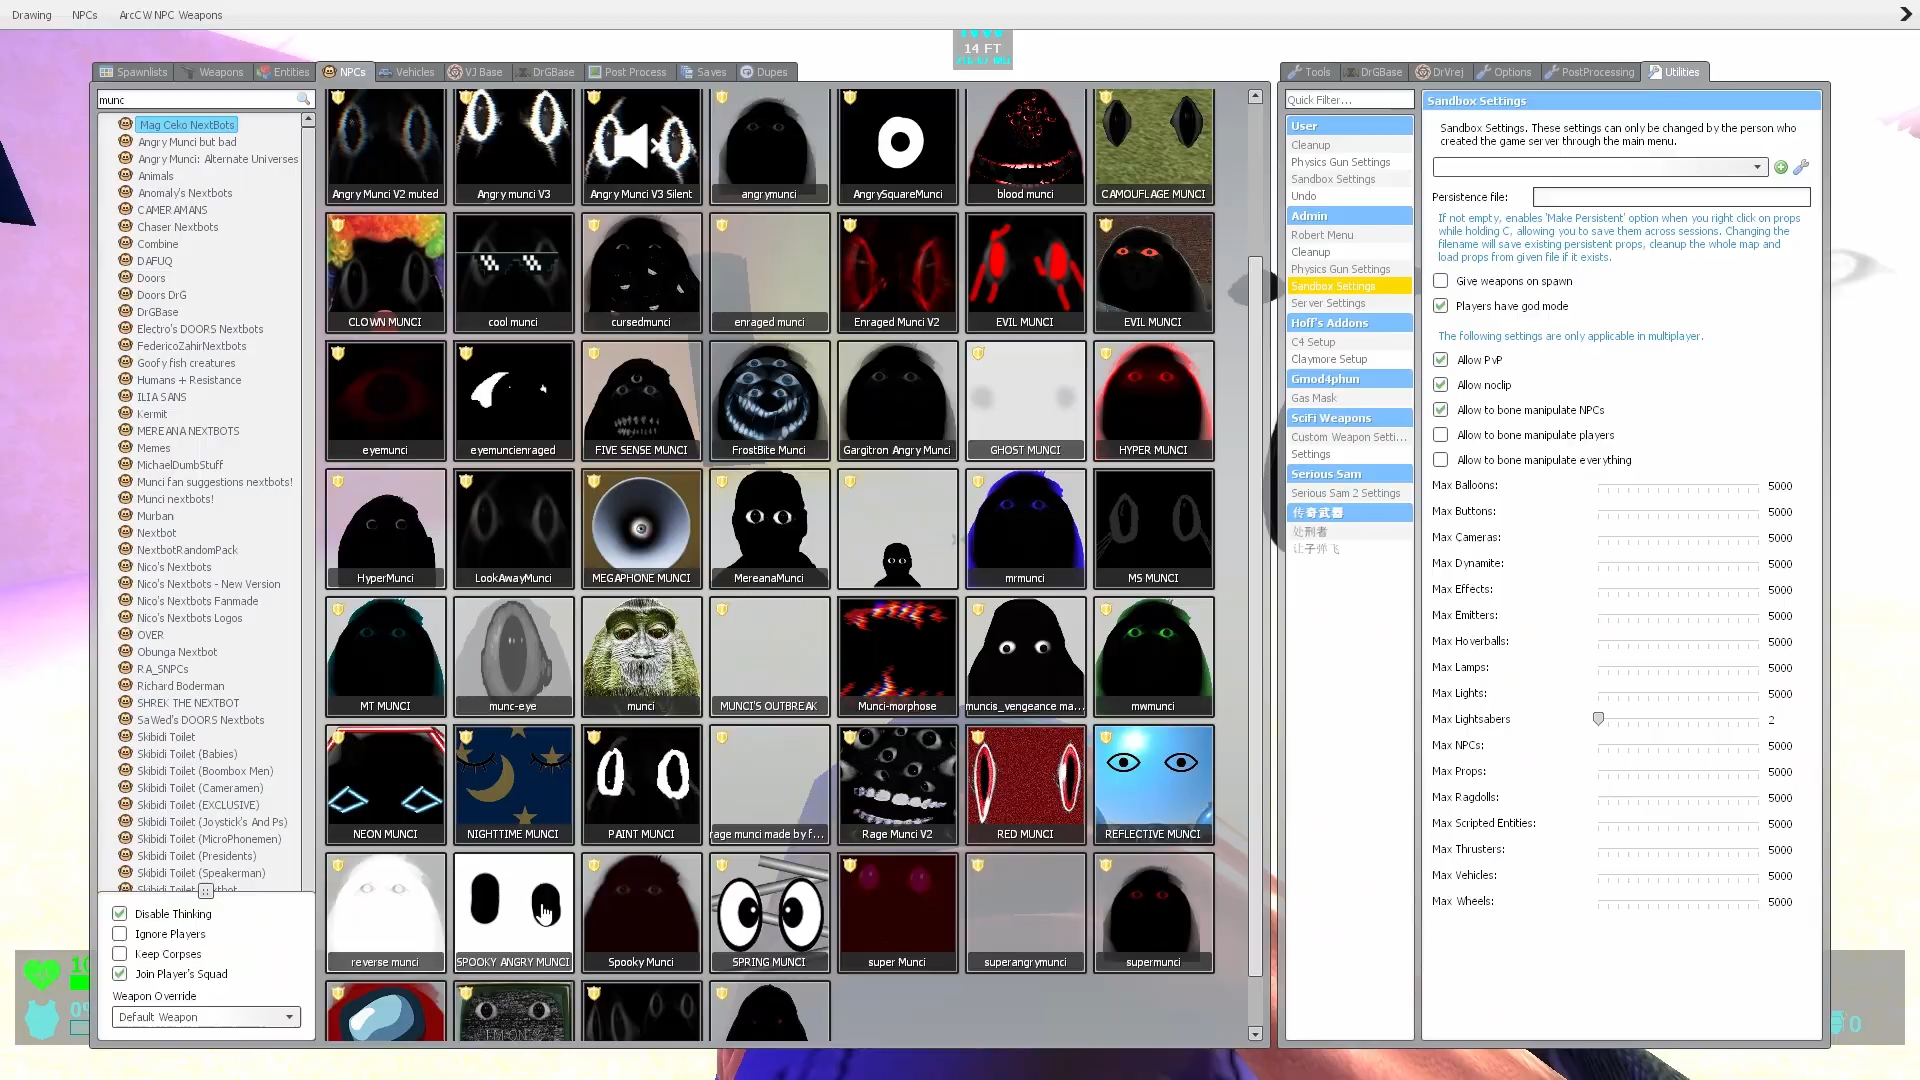 Drawing NPCs ArcCW NPC Weapons
14 FT
Spawnlists Weapons Entities NPCs Vehicles VJ Base DrGBase Post Process Saves Dupes
munc
Mag Ceko NextBots
Angry Munci but bad
Angry Munci: Alternate Universes
Animals
Anomaly's Nextbots
CAMERAMANS
Chaser Nextbots
Combine
DAFUQ
Doors
Doors DrG
DrGBase
Electro's DOORS Nextbots
FedericoZahirNextbots
Goofy fish creatures
Humans + Resistance
ILIA SANS
Kermit
MEREANA NEXTBOTS
Memes
MichaelDumbStuff
Munci fan suggestions nextbots!
Munci nextbots!
Murban
Nextbot
NextbotRandomPack
Nico's Nextbots
Nico's Nextbots - New Version
Nico's Nextbots Fanmade
Nico's Nextbots Logos
OVER
Obunga Nextbot
RA_SNPCs
Richard Boderman
SHREK THE NEXTBOT
SaWed's DOORS Nextbots
Skibidi Toilet
Skibidi Toilet (Babies)
Skibidi Toilet (Boombox Men)
Skibidi Toilet (Cameramen)
Skibidi Toilet (EXCLUSIVE)
Skibidi Toilet (Joystick's And Ps)
Skibidi Toilet (MicroPhonemen)
Skibidi Toilet (Presidents)
Skibidi Toilet (Speakerman)
Disable Thinking
Ignore Players
Keep Corpses
Join Player's Squad
Weapon Override
Default Weapon
Angry Munci V2 muted Angry munci V3 Angry Munci V3 Silent angrymunci AngrySquareMunci blood munci CAMOUFLAGE MUNCI
CLOWN MUNCI cool munci cursedmunci enraged munci Enraged Munci V2 EVIL MUNCI EVIL MUNCI
eyemunci eyemuncienraged FIVE SENSE MUNCI FrostBite Munci Gargitron Angry Munci GHOST MUNCI HYPER MUNCI
HyperMunci LookAwayMunci MEGAPHONE MUNCI MereanaMunci mrmunci MS MUNCI
MT MUNCI munc-eye munci MUNCI'S OUTBREAK Munci-morphose muncis_vengeance ma... mwmunci
NEON MUNCI NIGHTTIME MUNCI PAINT MUNCI rage munci made by f... Rage Munci V2 RED MUNCI REFLECTIVE MUNCI
reverse munci SPOOKY ANGRY MUNCI Spooky Munci SPRING MUNCI super Munci superangrymunci supermunci
Tools DrGBase DrVrej Options PostProcessing Utilities
Quick Filter...
User
Cleanup
Physics Gun Settings
Sandbox Settings
Undo
Admin
Robert Menu
Cleanup
Physics Gun Settings
Sandbox Settings
Server Settings
Hoff's Addons
C4 Setup
Claymore Setup
Gmod4phun
Gas Mask
SciFi Weapons
Custom Weapon Setti...
Settings
Serious Sam
Serious Sam 2 Settings
传奇武器
处刑者
让子弹飞
Sandbox Settings
Sandbox Settings. These settings can only be changed by the person who
created the game server through the main menu.
Persistence file:
If not empty, enables 'Make Persistent' option when you right click on props
while holding C, allowing you to save them across sessions. Changing the
filename will save existing persistent props, cleanup the whole map and
load props from given file if it exists.
Give weapons on spawn
Players have god mode
The following settings are only applicable in multiplayer.
Allow PvP
Allow noclip
Allow to bone manipulate NPCs
Allow to bone manipulate players
Allow to bone manipulate everything
Max Balloons: 5000
Max Buttons: 5000
Max Cameras: 5000
Max Dynamite: 5000
Max Effects: 5000
Max Emitters: 5000
Max Hoverballs: 5000
Max Lamps: 5000
Max Lights: 5000
Max Lightsabers 2
Max NPCs: 5000
Max Props: 5000
Max Ragdolls: 5000
Max Scripted Entities: 5000
Max Thrusters: 5000
Max Vehicles: 5000
Max Wheels: 5000
0